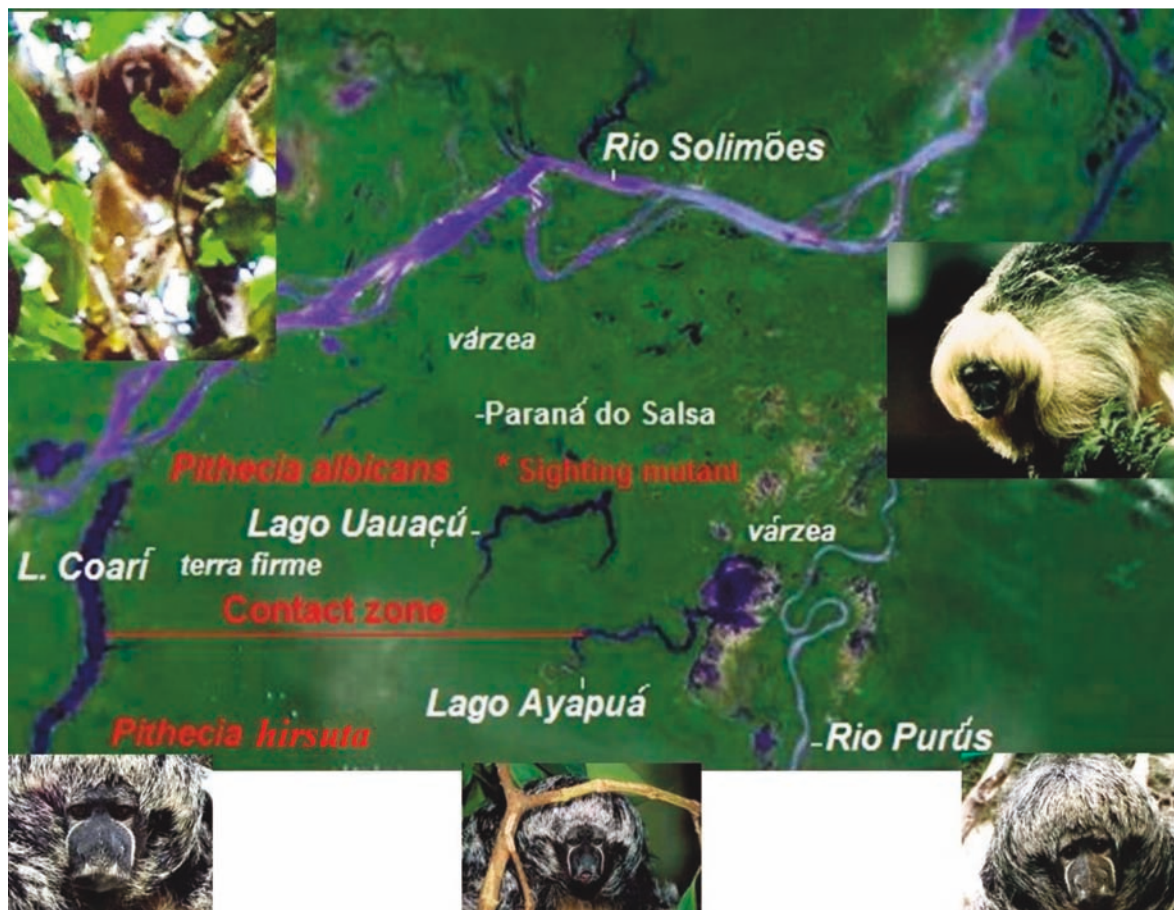 Rio Solimões
várzea
-Paraná do Salsa
Pithecia albicans * Sighting mutant
Lago Uauaçú -
várzea
L. Coarí terra firme
Contact zone
Lago Ayapuá
Pithecia hirsuta
-Rio Purús